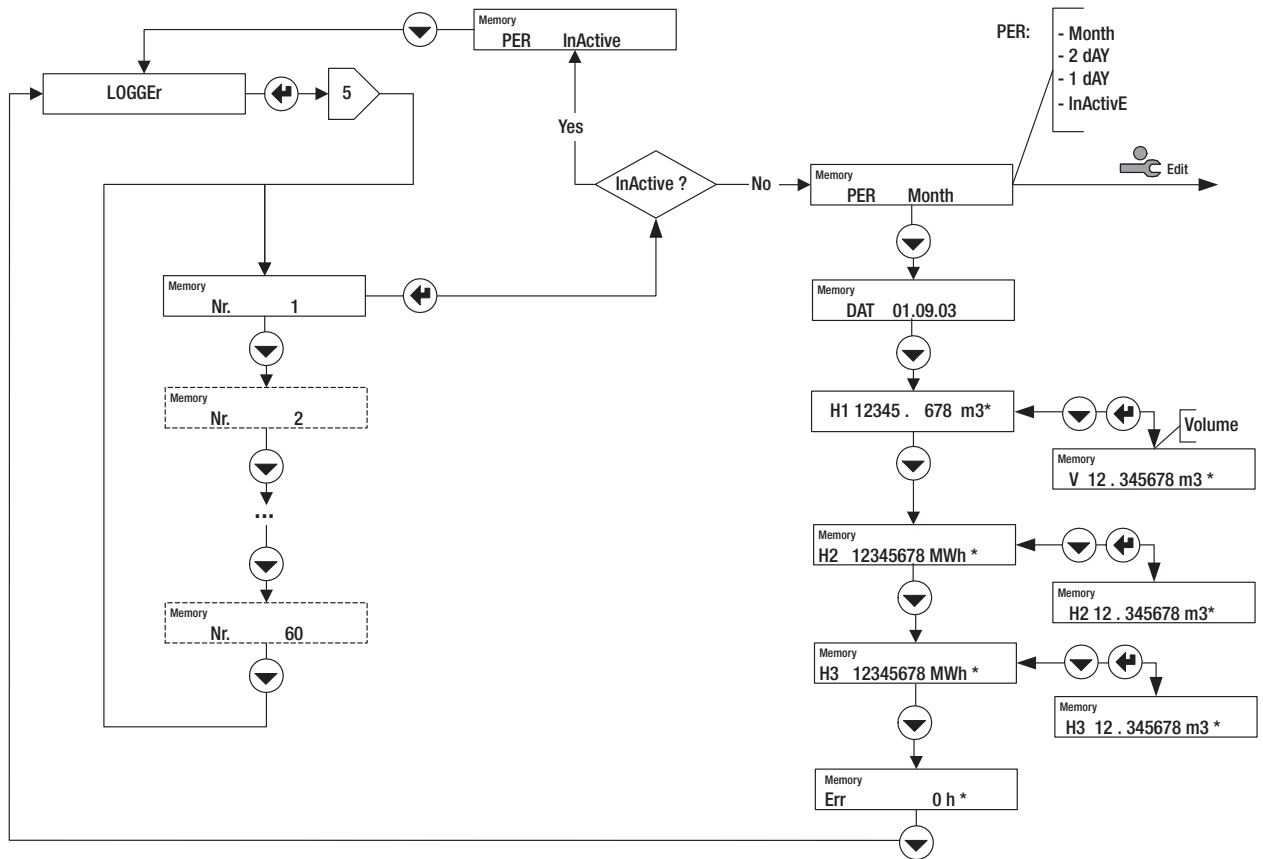 Memory
PER InActive
PER:
- Month
- 2 dAY
- 1 dAY
- InActivE
LOGGEr
5
Yes
Edit
InActive ?
No
Memory
PER Month
Memory
Nr. 1
Memory
DAT 01.09.03
Memory
Nr. 2
H1 12345 . 678 m3*
Volume
Memory
V 12 . 345678 m3 *
...
Memory
H2 12345678 MWh *
Memory
H2 12 . 345678 m3*
Memory
Nr. 60
Memory
H3 12345678 MWh *
Memory
H3 12 . 345678 m3 *
Memory
Err 0 h *